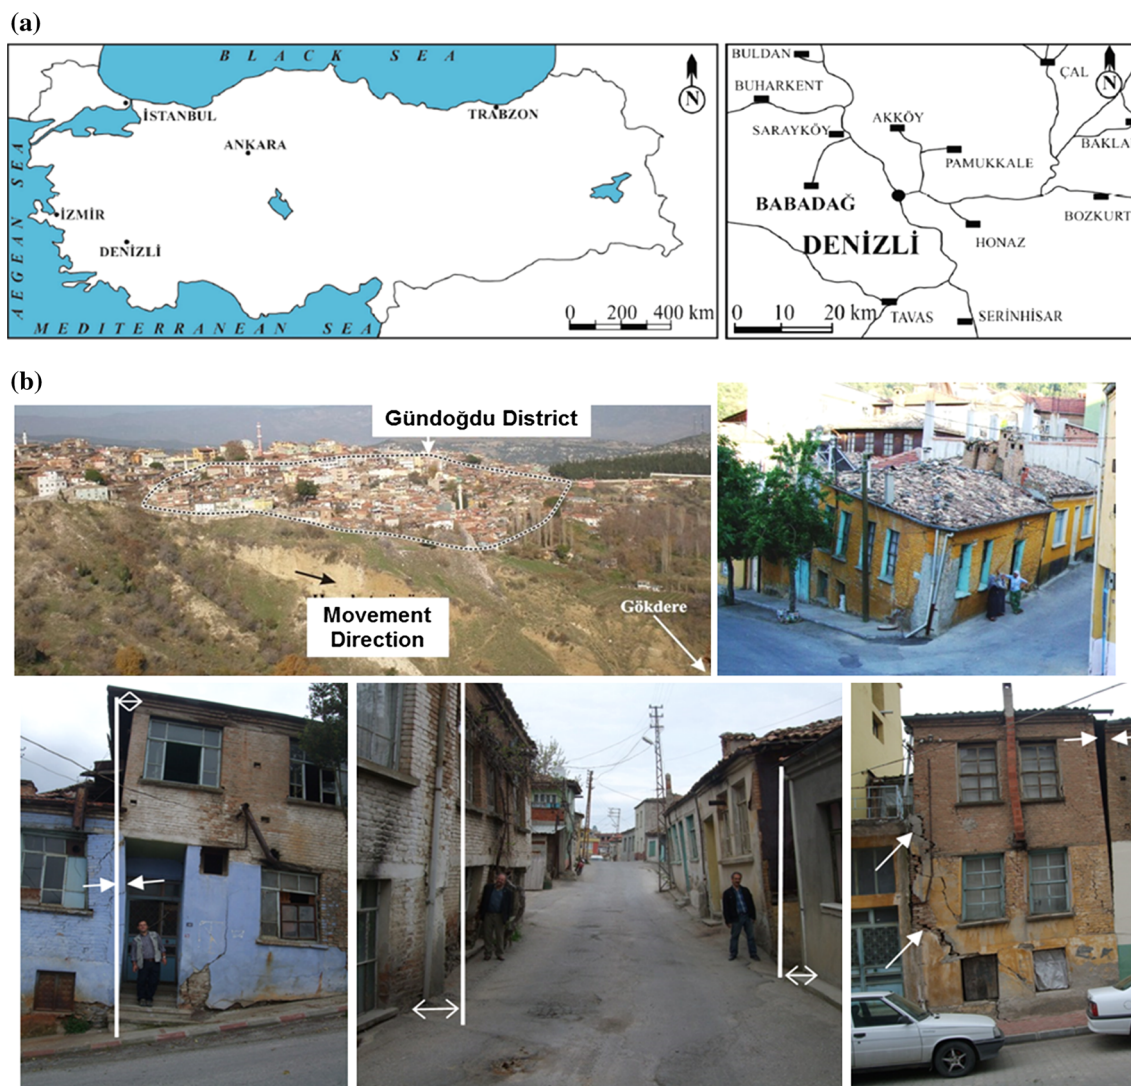 (a)
BLACK SEA
N
İSTANBUL
TRABZON
ANKARA
AEGEAN SEA
İZMİR
DENİZLİ
0 200 400 km
MEDITERRANEAN SEA
BULDAN
ÇAL
N
BUHARKENT
AKKÖY
SARAYKÖY
BAKLA
PAMUKKALE
BABADAĞ
BOZKURT
DENİZLİ
HONAZ
0 10 20 km
TAVAS
SERİNHİSAR
(b)
Gündoğdu District
Movement
Direction
Gökdere